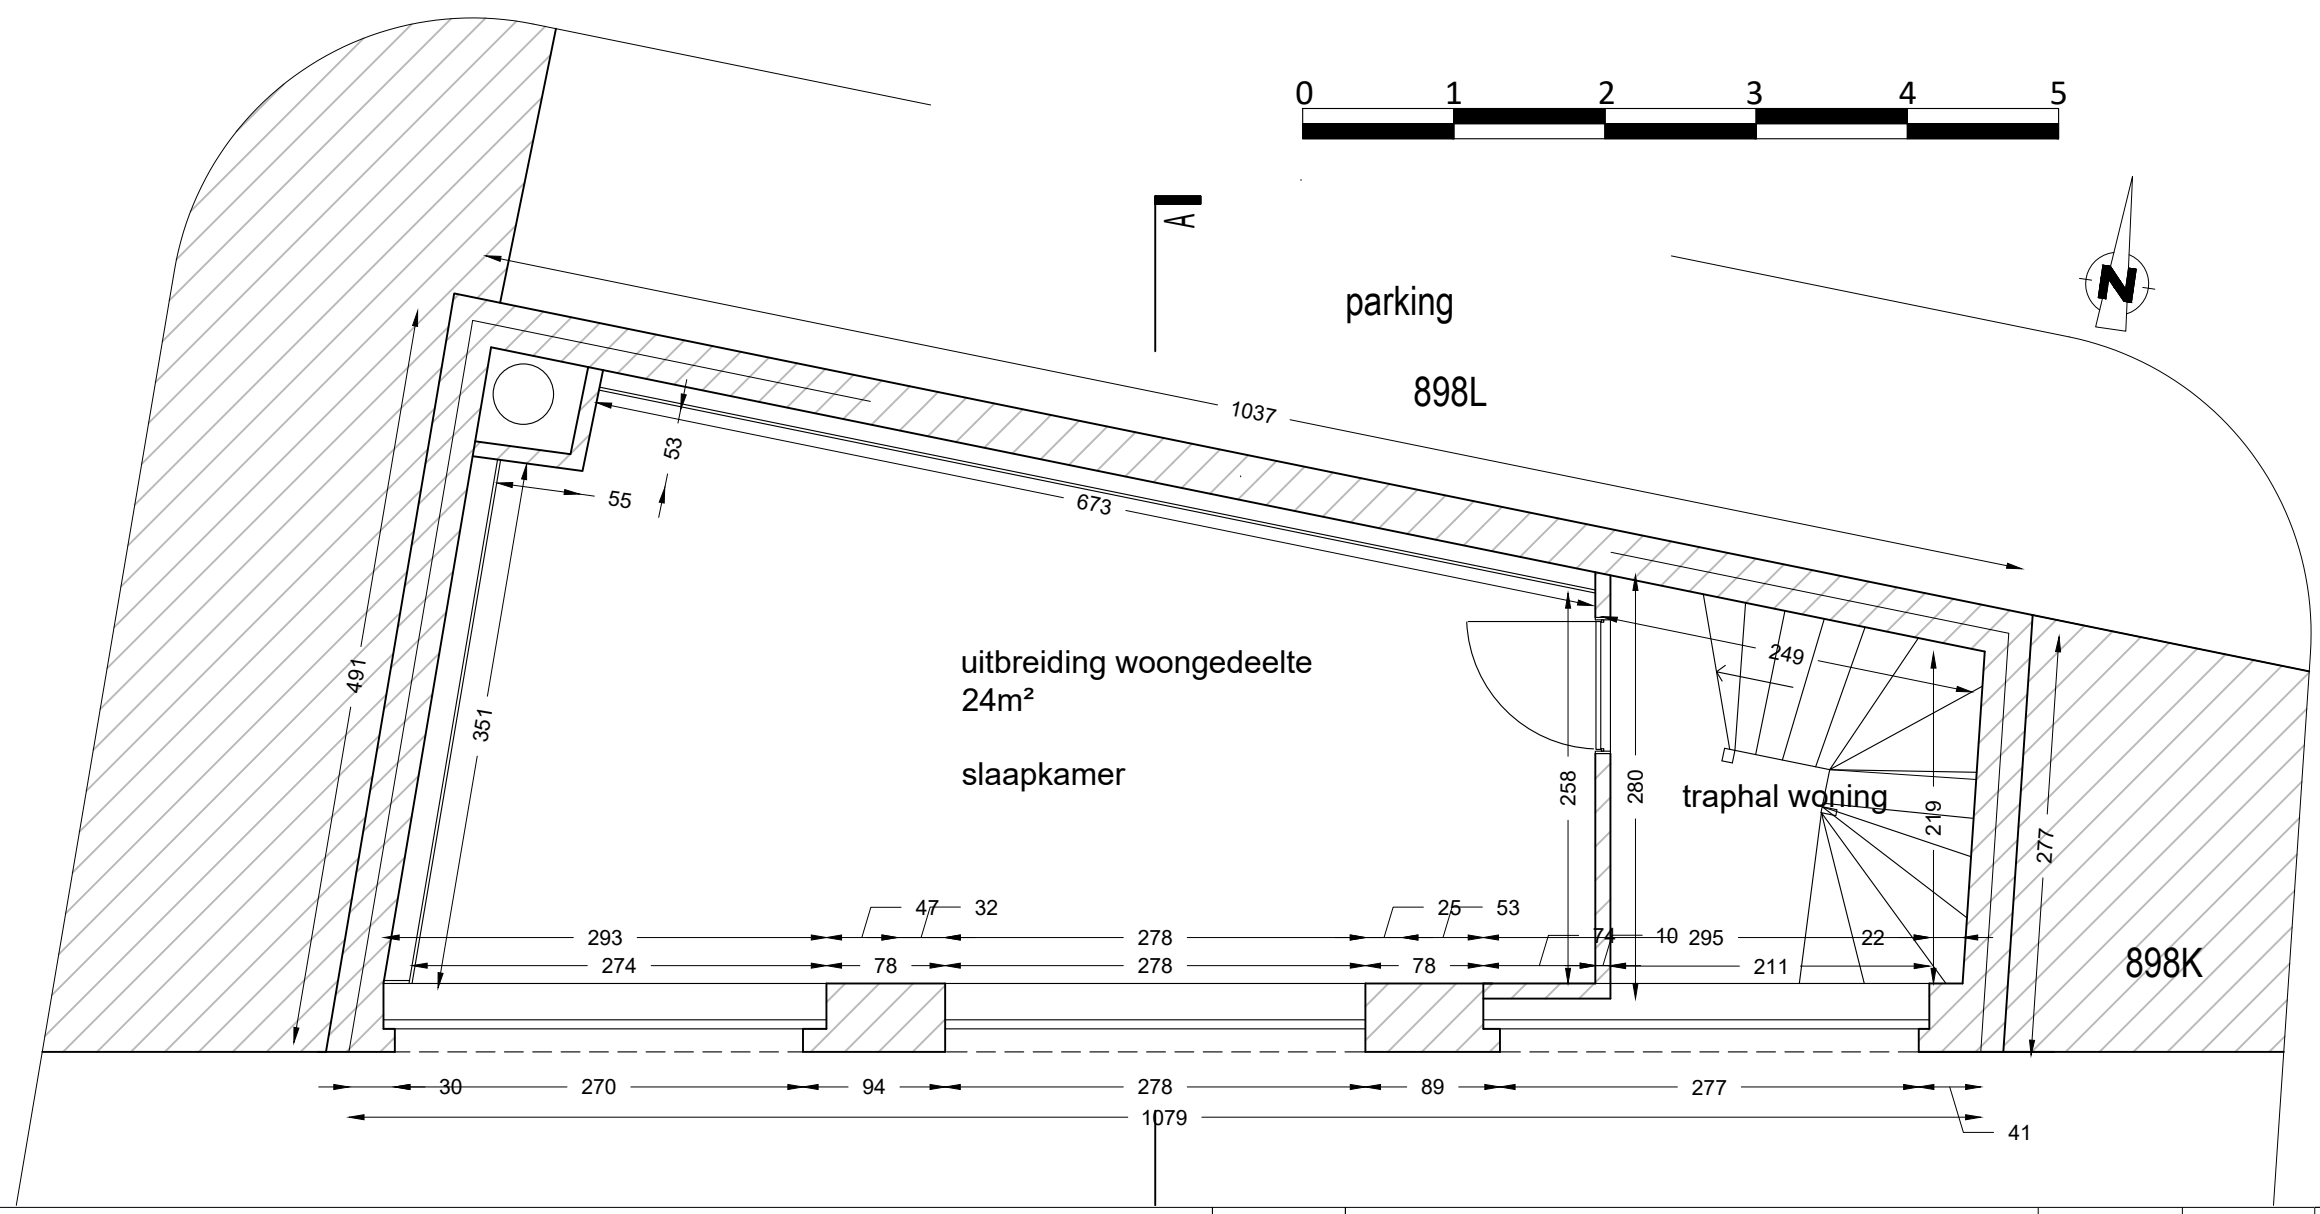 0 1 2 3 4 5
A
N
parking
898L
1037
53
55
673
491
351
249
uitbreiding woongedeelte
24m²
slaapkamer
258
280
traphal woning
219
277
898K
47 32 25 53
293 278 74 10 295 22
274 78 278 78 211
30 270 94 278 89 277
1079
41